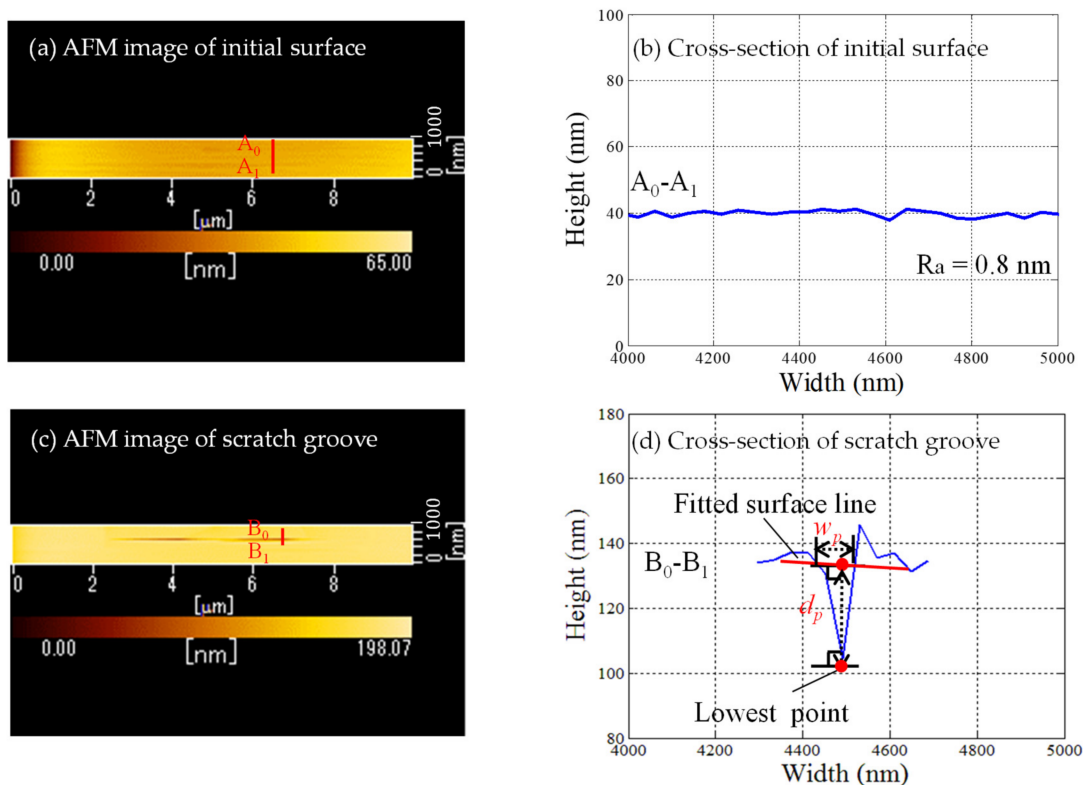 (a) AFM image of initial surface
A₀
A₁
1000
0
[nm]
0 2 4 6 8
[μm]
0.00 [nm] 65.00
(b) Cross-section of initial surface
Height (nm)
100
80
60
40
20
0
A₀-A₁
Ra = 0.8 nm
4000 4200 4400 4600 4800 5000
Width (nm)
(c) AFM image of scratch groove
B₀
B₁
1000
0
[nm]
0 2 4 6 8
[μm]
0.00 [nm] 198.07
(d) Cross-section of scratch groove
Height (nm)
180
160
140
120
100
80
Fitted surface line
wₚ
B₀-B₁
dₚ
Lowest point
4000 4200 4400 4600 4800 5000
Width (nm)